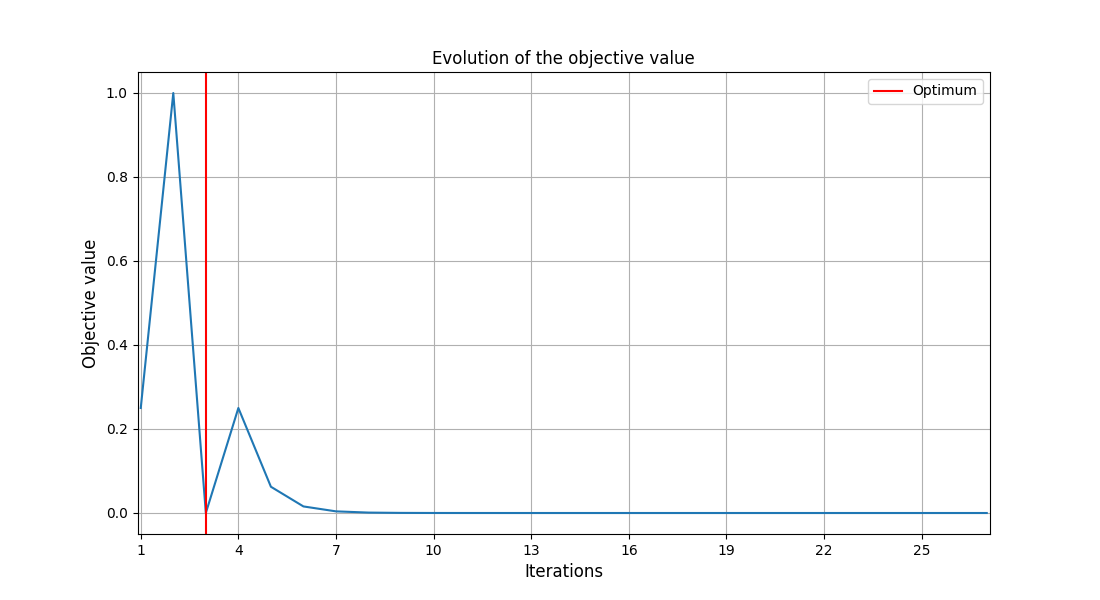 Evolution of the objective value
Optimum
Objective value
1.0
0.8
0.6
0.4
0.2
0.0
1 4 7 10 13 16 19 22 25
Iterations